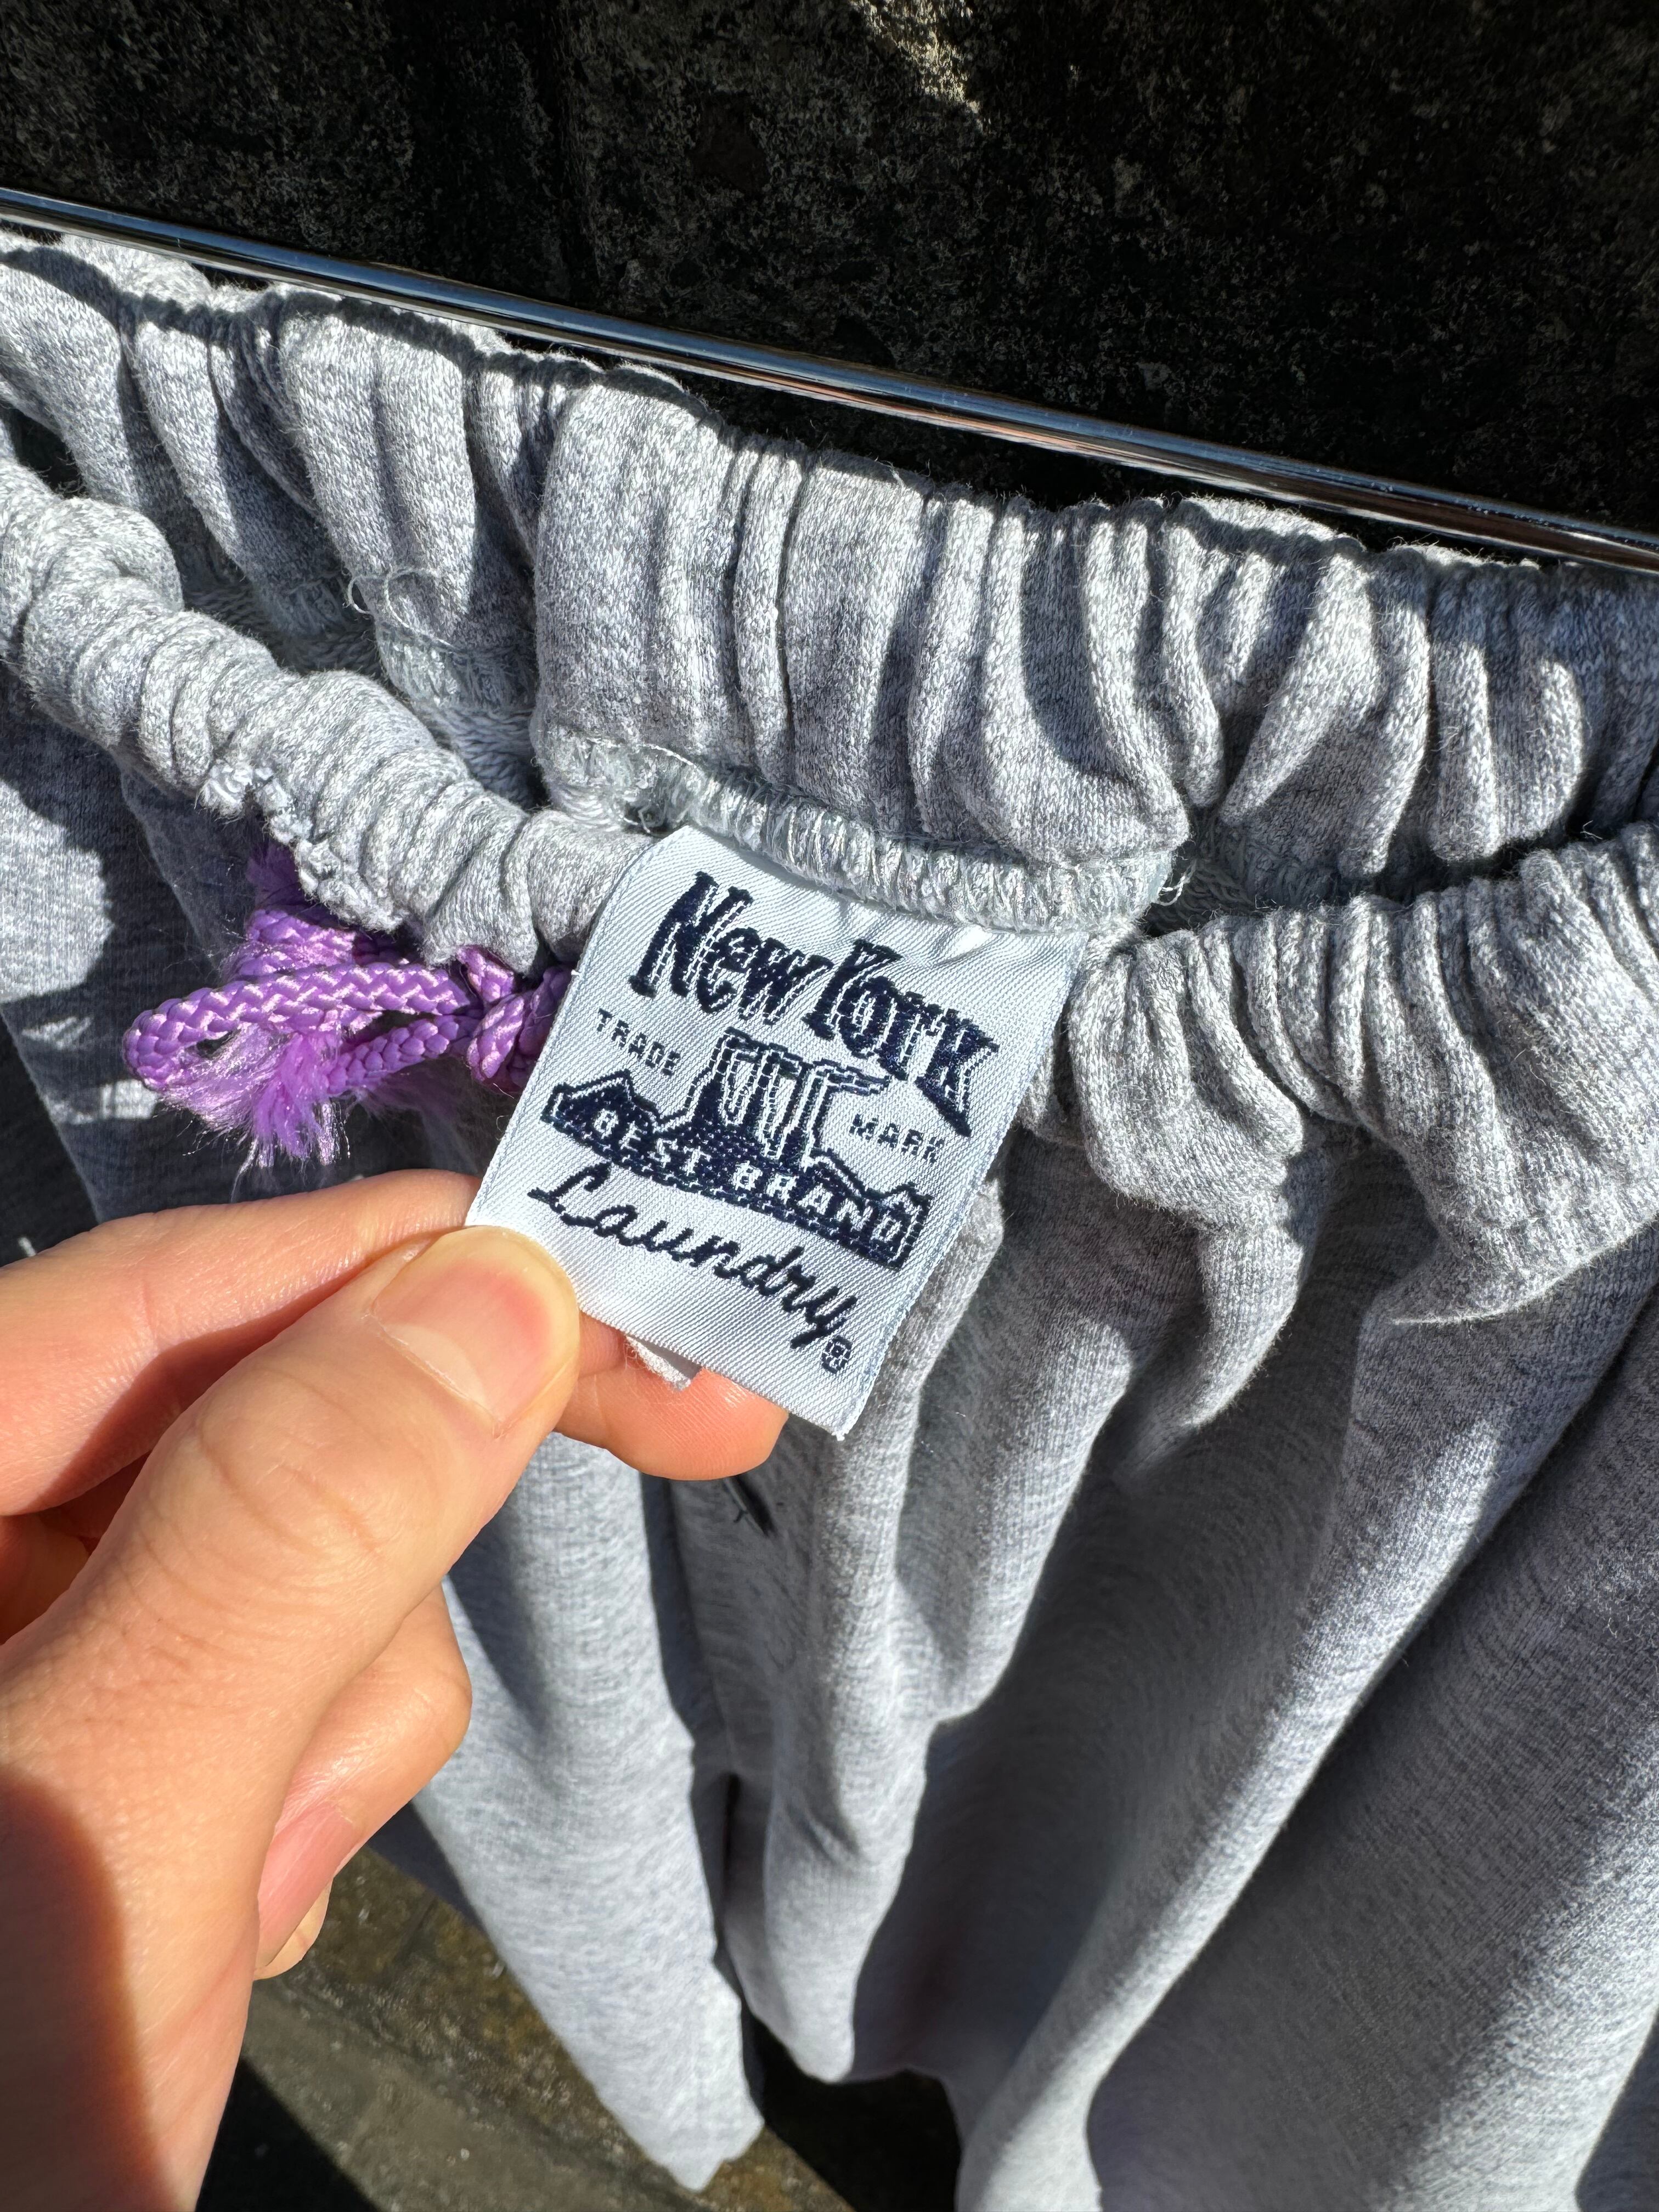 New York
TRADE MARK
BEST BRAND
Laundry®